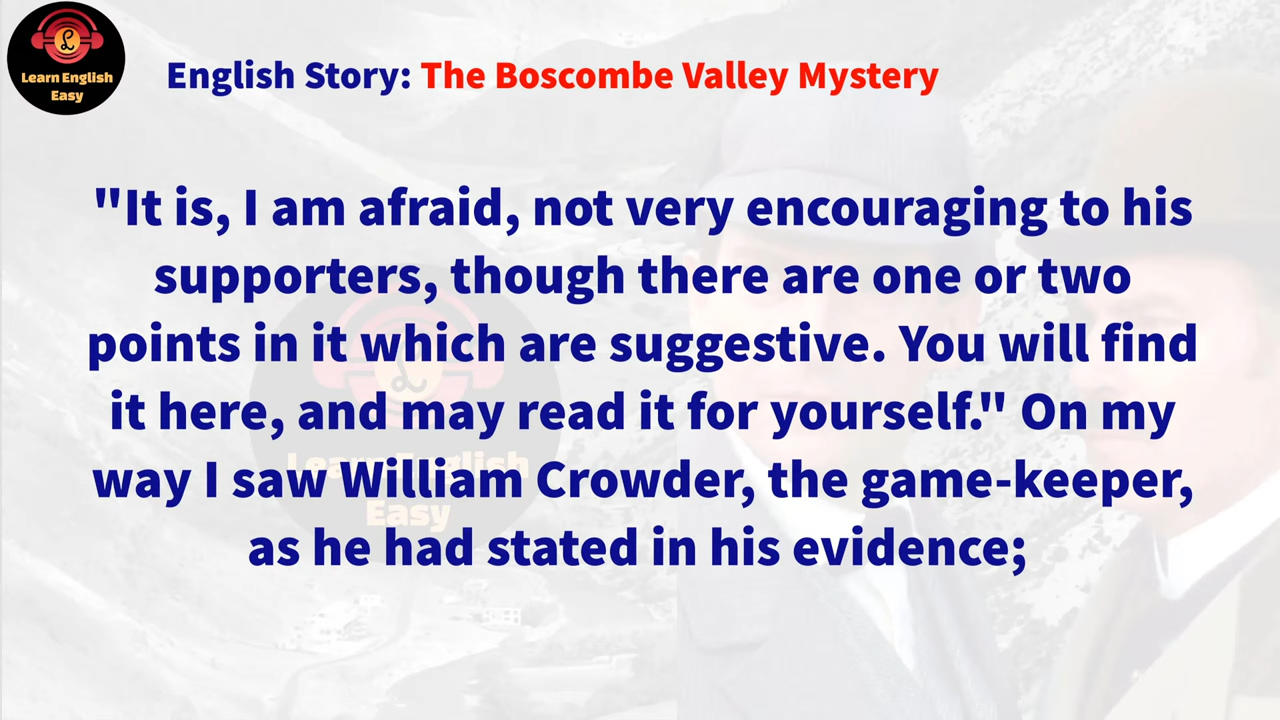 Learn English
Easy
English Story: The Boscombe Valley Mystery
"It is, I am afraid, not very encouraging to his
supporters, though there are one or two
points in it which are suggestive. You will find
it here, and may read it for yourself." On my
way I saw William Crowder, the game-keeper,
as he had stated in his evidence;
Learn English
Easy